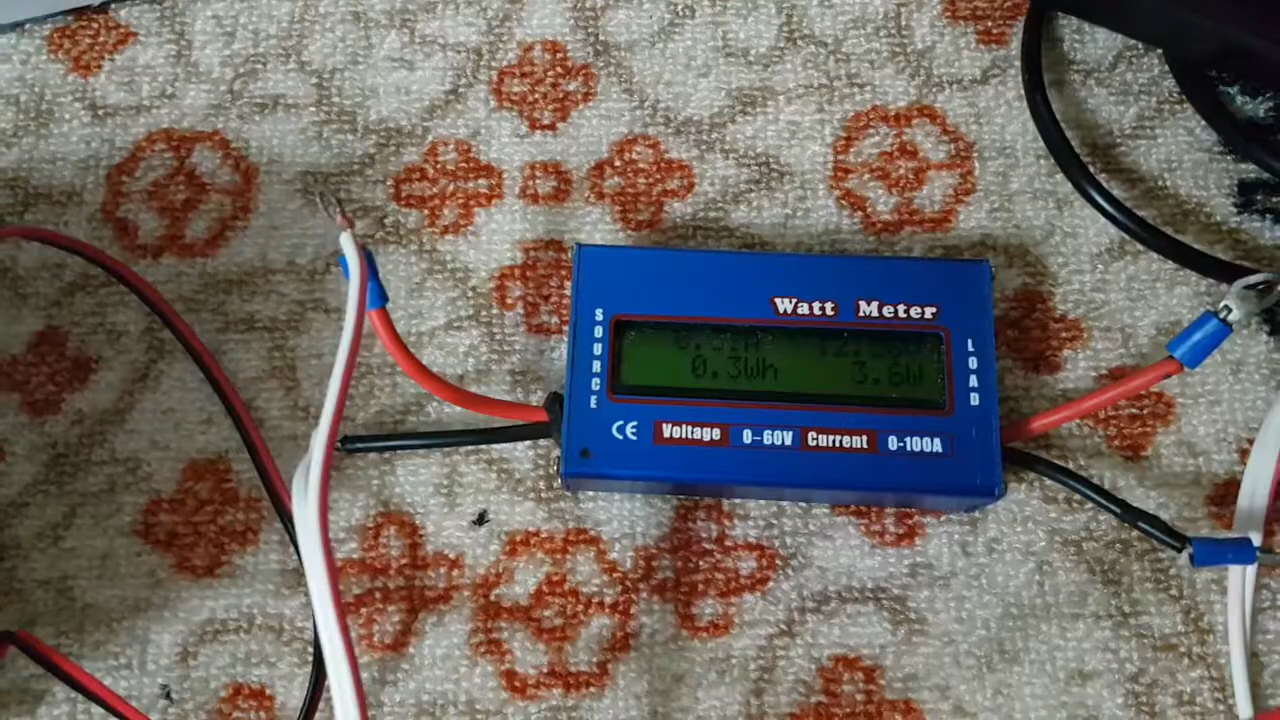 Watt Meter
SOURCE
0.3Wh 3.6W
LOAD
CE Voltage 0-60V Current 0-100A